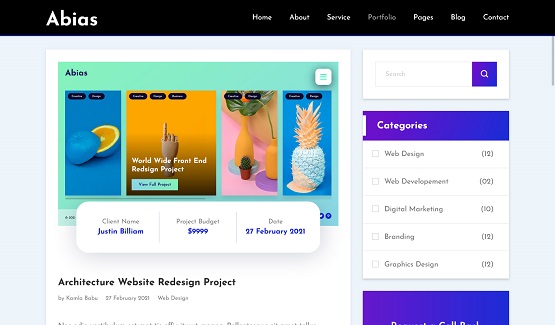 Abias
Home About Service Portfolio Pages Blog Contact
Abias
Creative Design Creative Design Business Creative Design Creative Design
World Wide Front End
Redesign Project
View Full Project
Client Name Project Budget Date
Justin Billiam $9999 27 February 2021
Architecture Website Redesign Project
by Kamla Babu 27 February 2021 Web Design
Search
Categories
Web Design (12)
Web Developement (02)
Digital Marketing (10)
Branding (12)
Graphics Design (12)